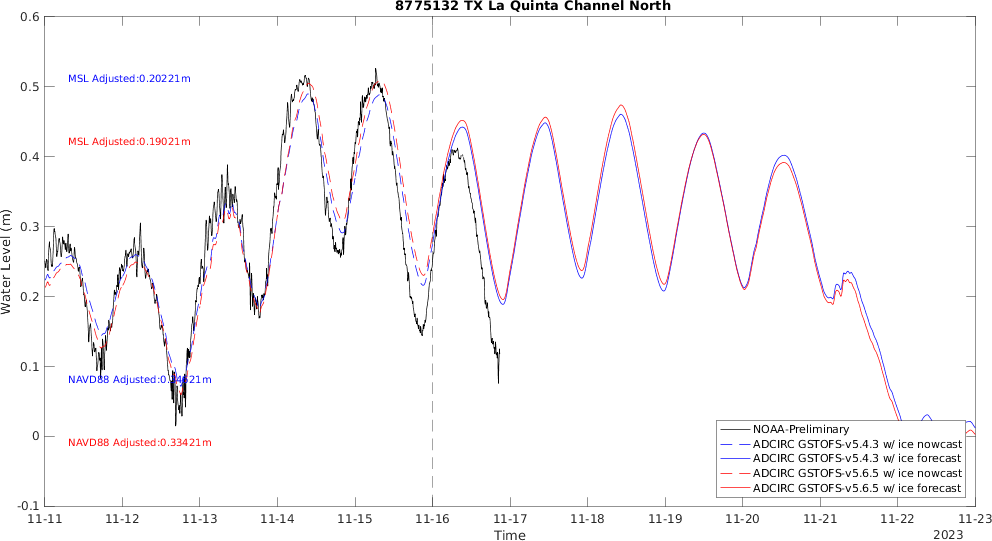 8775132 TX La Quinta Channel North
0.6
0.5
0.4
0.3
0.2
0.1
0
-0.1
Water Level (m)
MSL Adjusted:0.20221m
MSL Adjusted:0.19021m
NAVD88 Adjusted:0.34621m
NAVD88 Adjusted:0.33421m
NOAA-Preliminary
ADCIRC GSTOFS-v5.4.3 w/ ice nowcast
ADCIRC GSTOFS-v5.4.3 w/ ice forecast
ADCIRC GSTOFS-v5.6.5 w/ ice nowcast
ADCIRC GSTOFS-v5.6.5 w/ ice forecast
11-11 11-12 11-13 11-14 11-15 11-16 11-17 11-18 11-19 11-20 11-21 11-22 11-23
Time
2023